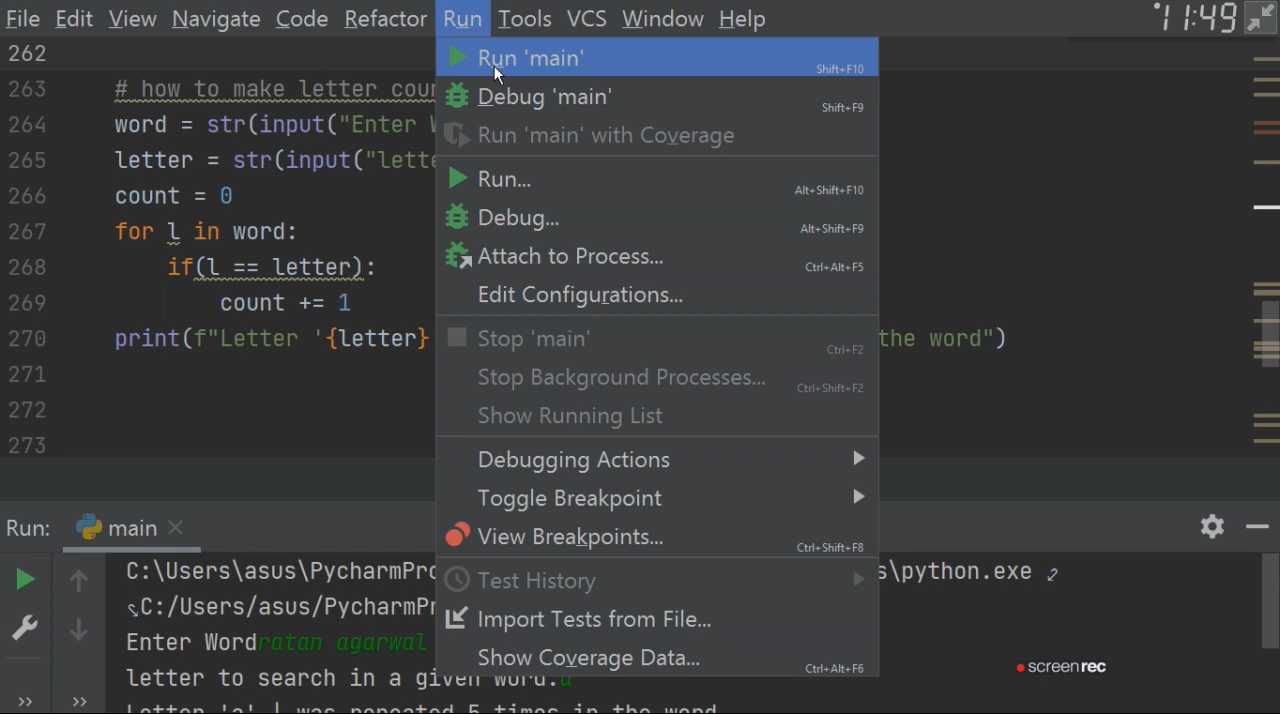 File Edit View Navigate Code Refactor Run Tools VCS Window Help 11:49
262
263 # how to make letter
264 word = str(input("Enter
265 letter = str(input("
266 count = 0
267 for l in word:
268 if(l == letter):
269 count += 1
270 print(f"Letter '{letter} the word")
271
272
273
Run 'main' Shift+F10
Debug 'main' Shift+F9
Run 'main' with Coverage
Run... Alt+Shift+F10
Debug... Alt+Shift+F9
Attach to Process... Ctrl+Alt+F5
Edit Configurations...
Stop 'main' Ctrl+F2
Stop Background Processes... Ctrl+Shift+F2
Show Running List
Debugging Actions
Toggle Breakpoint
View Breakpoints... Ctrl+Shift+F8
Test History
Import Tests from File...
Show Coverage Data... Ctrl+Alt+F6
Run: main
C:\Users\asus\PycharmPro s\python.exe
C:/Users/asus/PycharmPr
Enter Wordratan agarwal
letter to search in a given word.a
Letter 'a' | was repeated 5 times in the word
screenrec